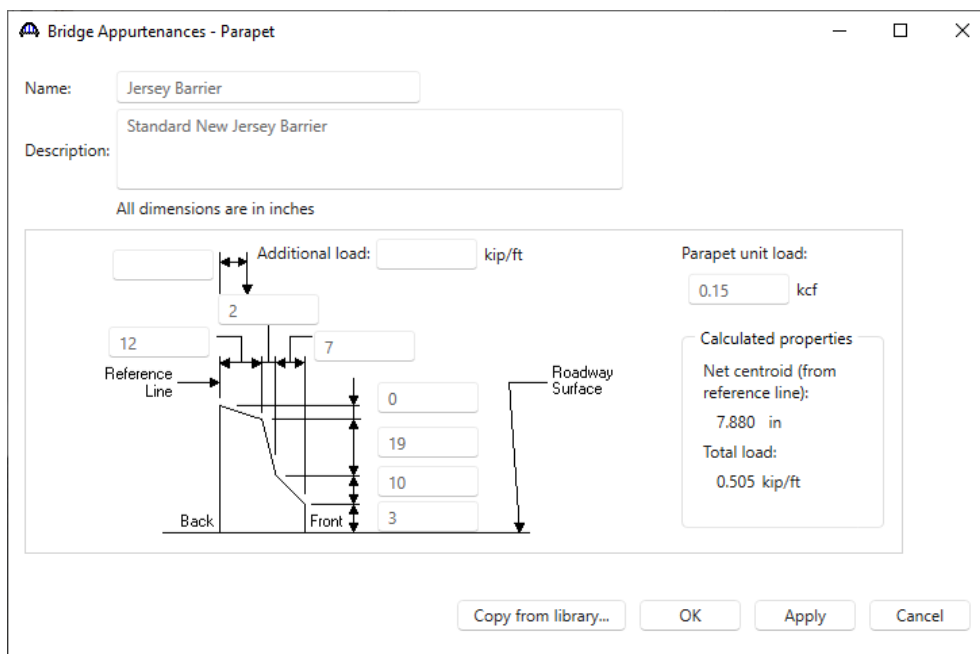 Bridge Appurtenances - Parapet
Name: Jersey Barrier
Description: Standard New Jersey Barrier
All dimensions are in inches
Additional load: kip/ft
Parapet unit load:
0.15 kcf
2
12
7
Reference
Line
Roadway
Surface
0
19
10
3
Back
Front
Calculated properties
Net centroid (from
reference line):
7.880 in
Total load:
0.505 kip/ft
Copy from library... OK Apply Cancel